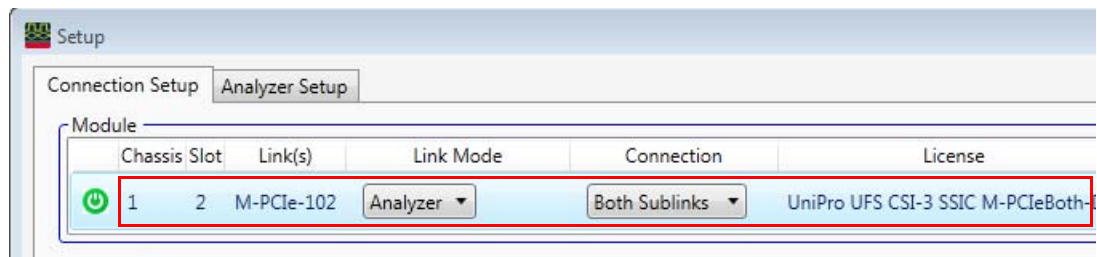 Setup
Connection Setup Analyzer Setup
Module
Chassis Slot Link(s) Link Mode Connection License
1 2 M-PCIe-102 Analyzer Both Sublinks UniPro UFS CSI-3 SSIC M-PCIeBoth-